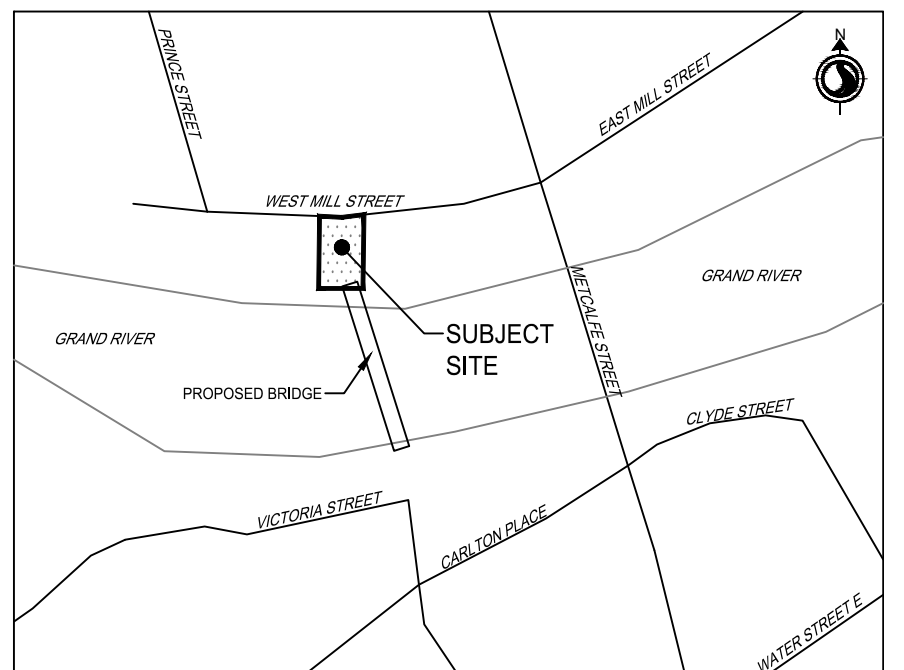 PRINCE STREET
N
EAST MILL STREET
WEST MILL STREET
GRAND RIVER
METCALFE STREET
GRAND RIVER
SUBJECT
SITE
PROPOSED BRIDGE
CLYDE STREET
VICTORIA STREET
CARLTON PLACE
WATER STREET E